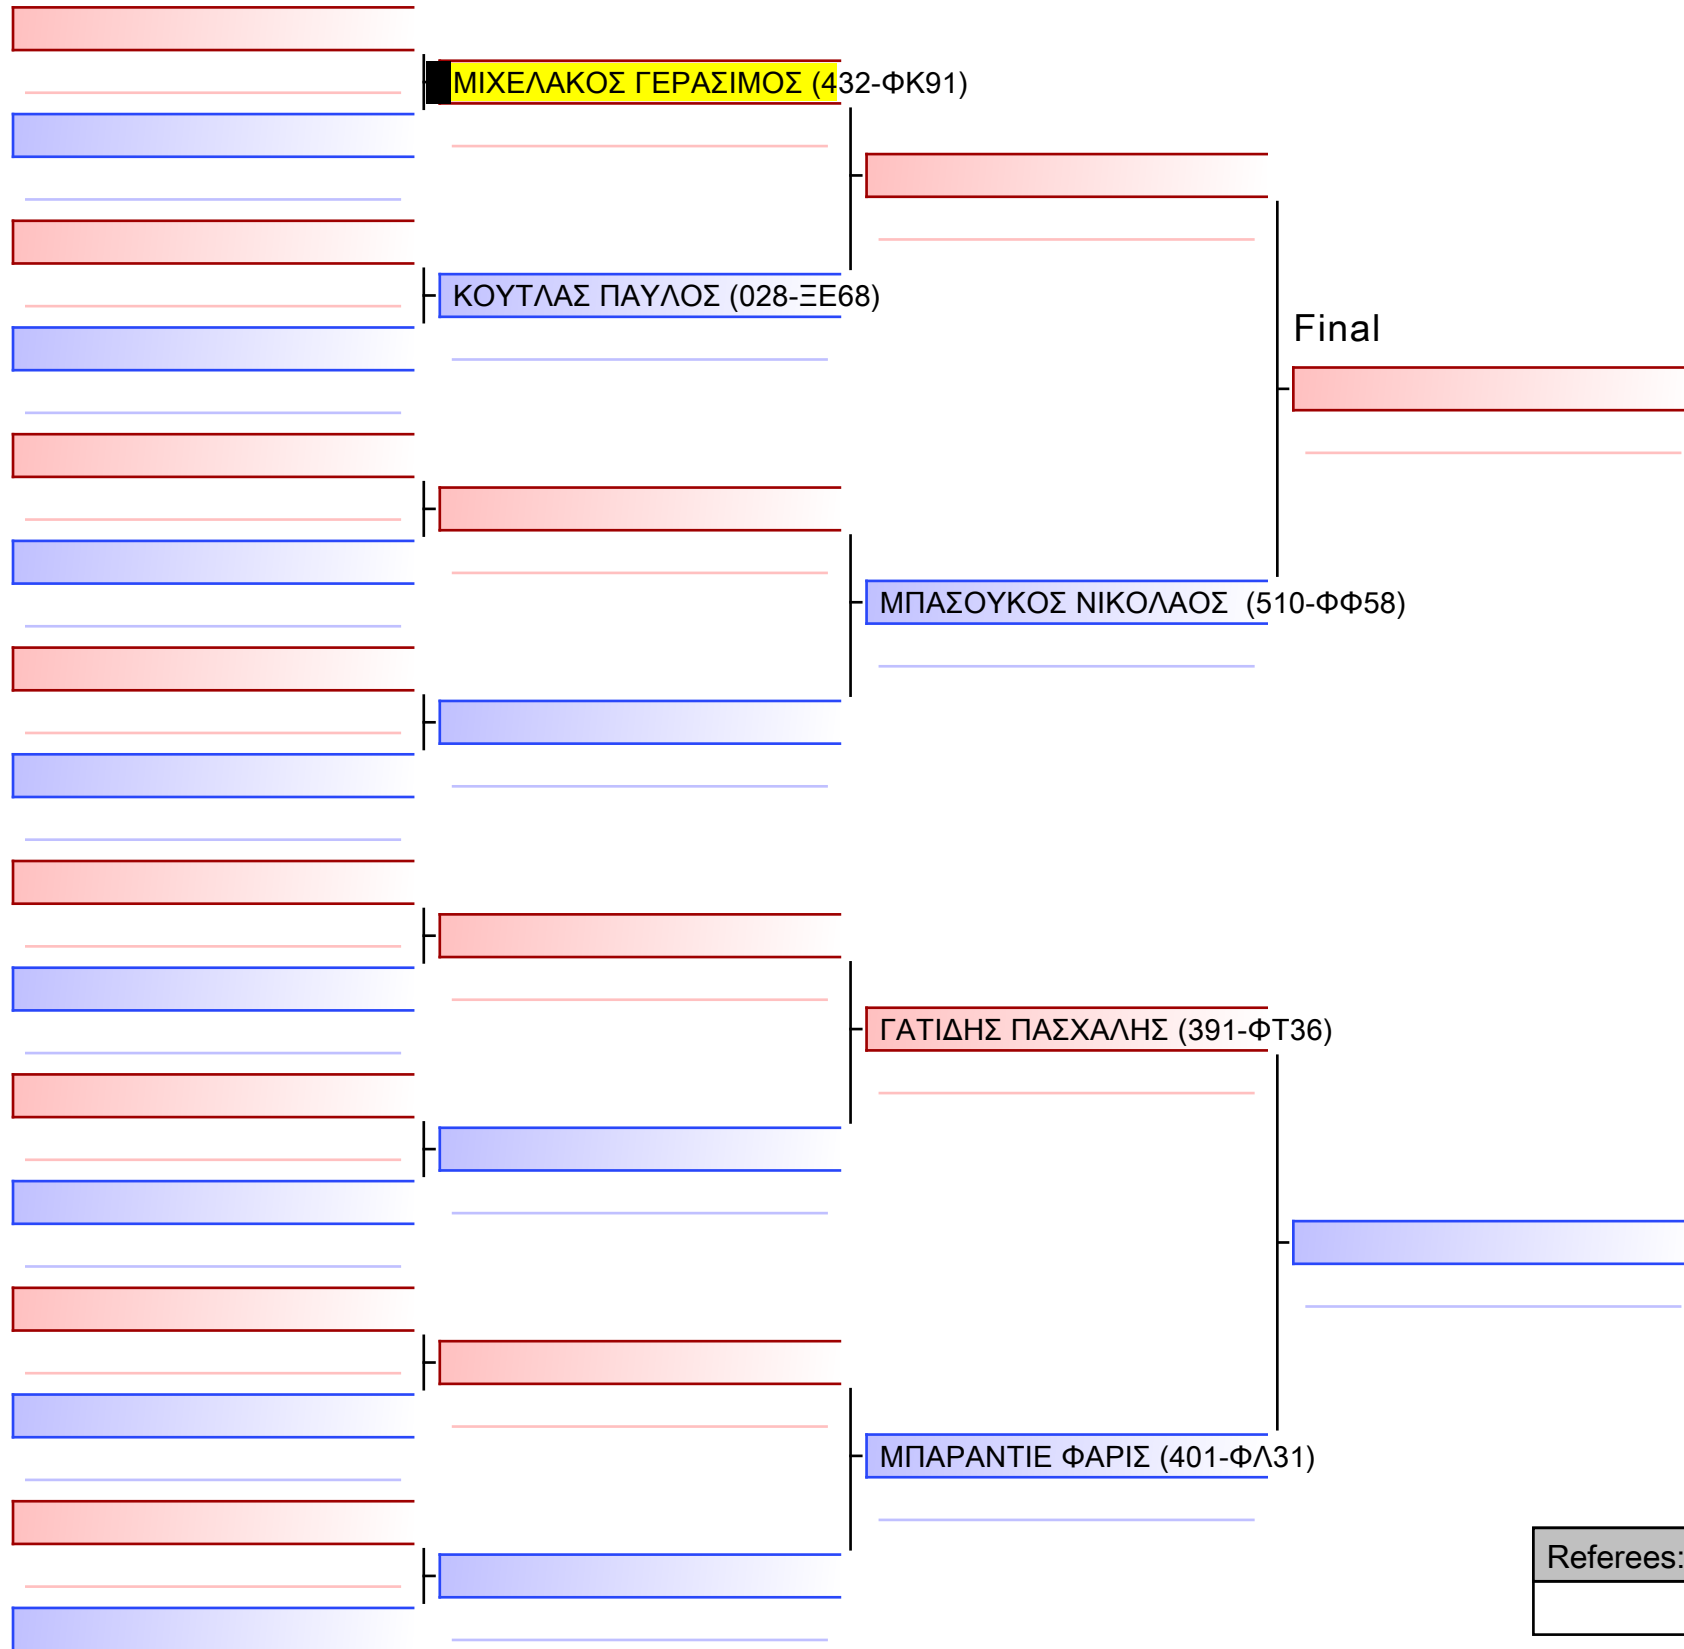 ΜΙΧΕΛΑΚΟΣ ΓΕΡΑΣΙΜΟΣ (432-ΦΚ91)
ΚΟΥΤΛΑΣ ΠΑΥΛΟΣ (028-ΞΕ68)
Final
ΜΠΑΣΟΥΚΟΣ ΝΙΚΟΛΑΟΣ (510-ΦΦ58)
ΓΑΤΙΔΗΣ ΠΑΣΧΑΛΗΣ (391-ΦΤ36)
ΜΠΑΡΑΝΤΙΕ ΦΑΡΙΣ (401-ΦΛ31)
Referees: